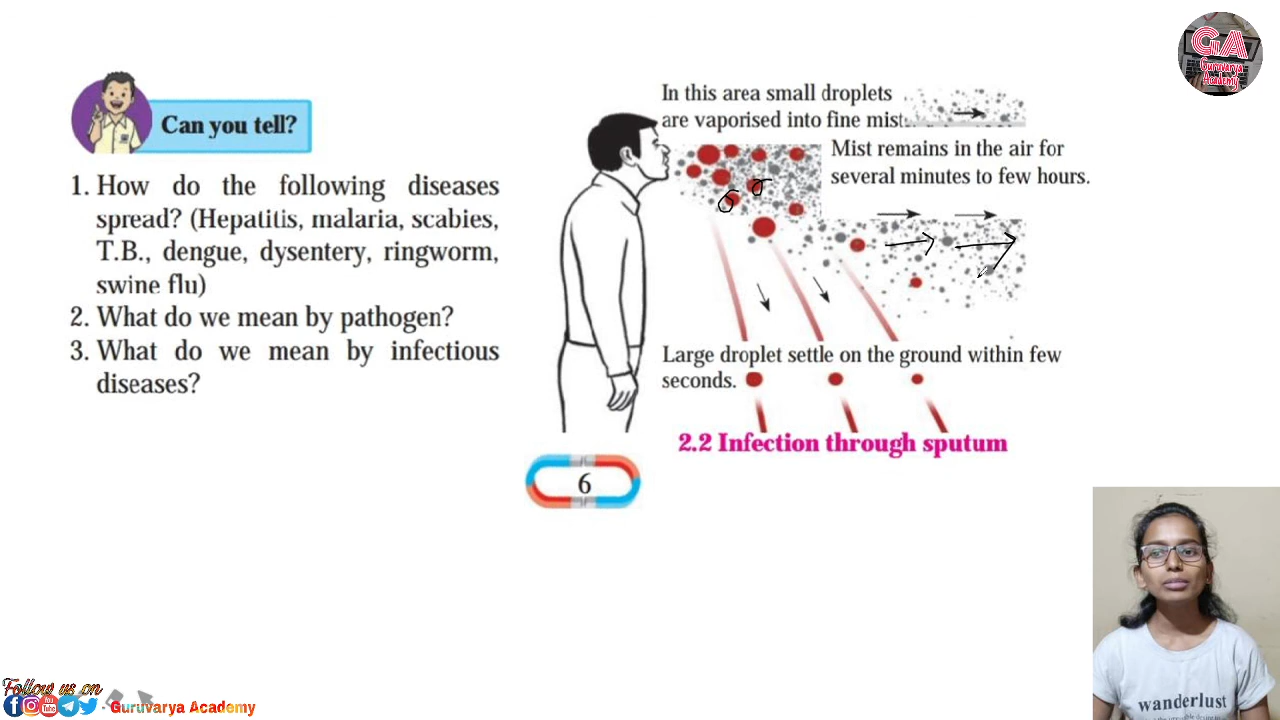 GA
Guruvarya
Academy
Can you tell?
1. How do the following diseases
spread? (Hepatitis, malaria, scabies,
T.B., dengue, dysentery, ringworm,
swine flu)
2. What do we mean by pathogen?
3. What do we mean by infectious
diseases?
In this area small droplets
are vaporised into fine mist.
Mist remains in the air for
several minutes to few hours.
Large droplet settle on the ground within few
seconds.
2.2 Infection through sputum
6
wanderlust
Follow us on
Guruvarya Academy